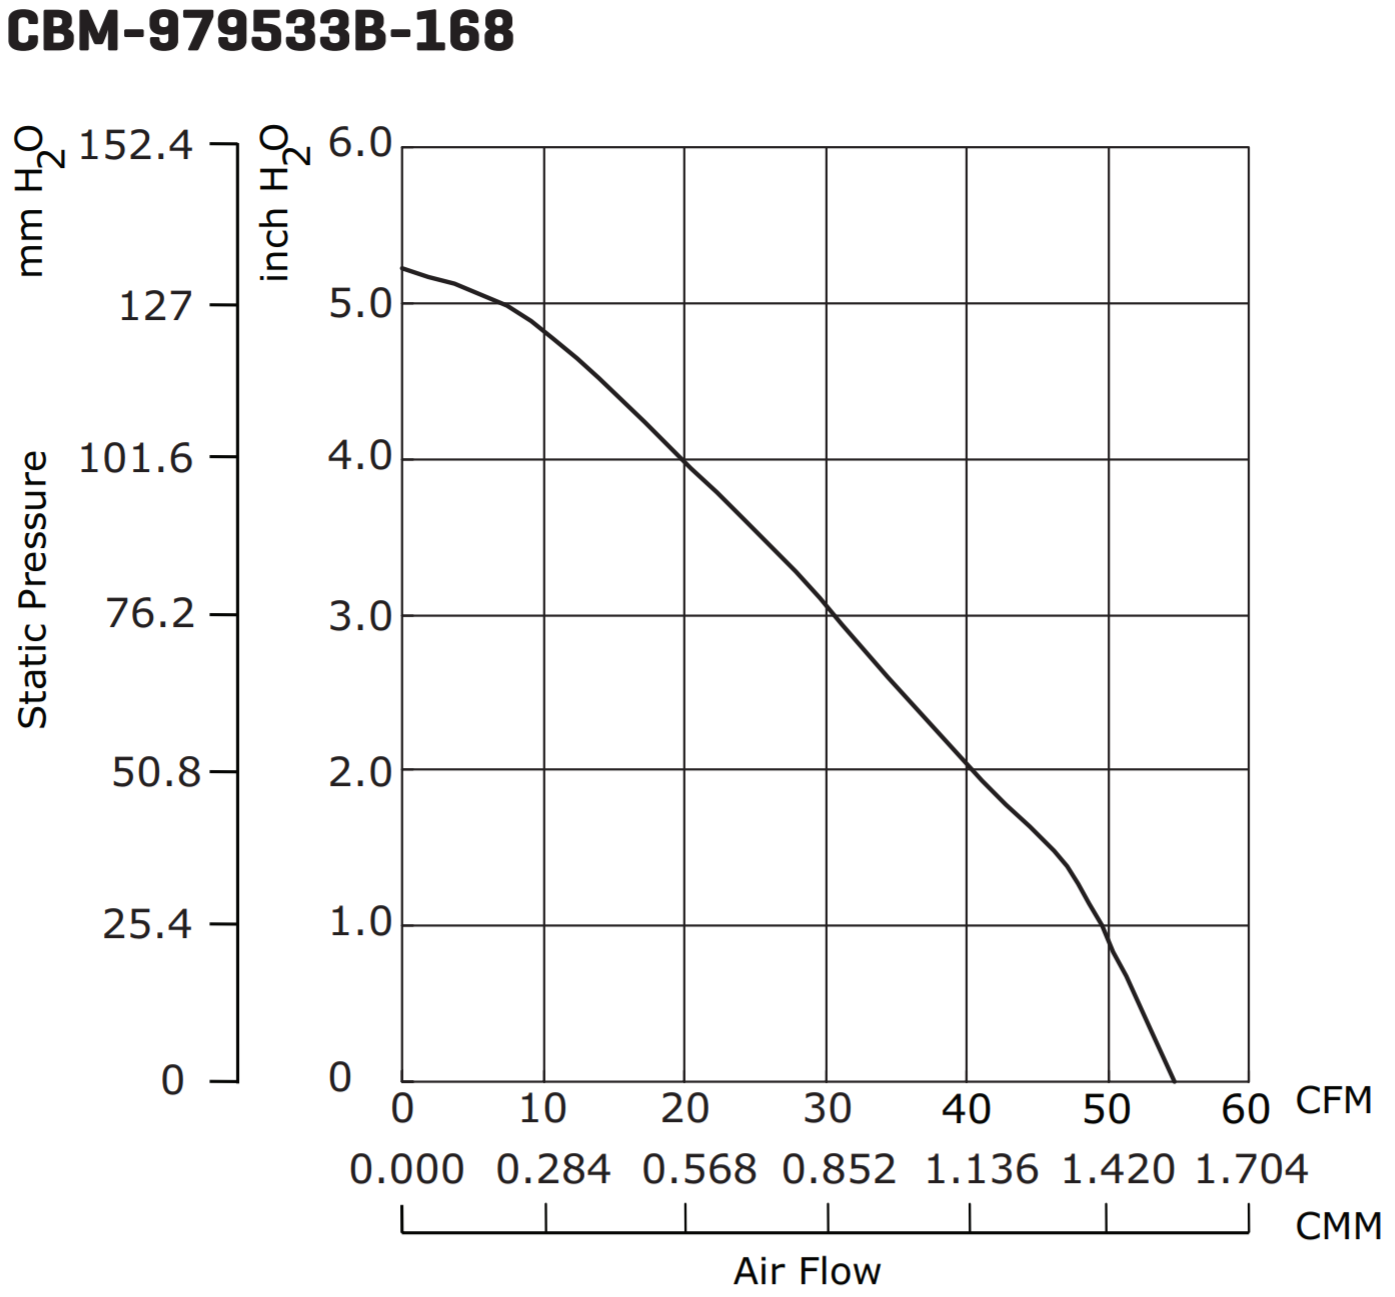 CBM-979533B-168
mm H2O
inch H2O
Static Pressure
152.4
127
101.6
76.2
50.8
25.4
0
6.0
5.0
4.0
3.0
2.0
1.0
0
0 10 20 30 40 50 60 CFM
0.000 0.284 0.568 0.852 1.136 1.420 1.704
CMM
Air Flow